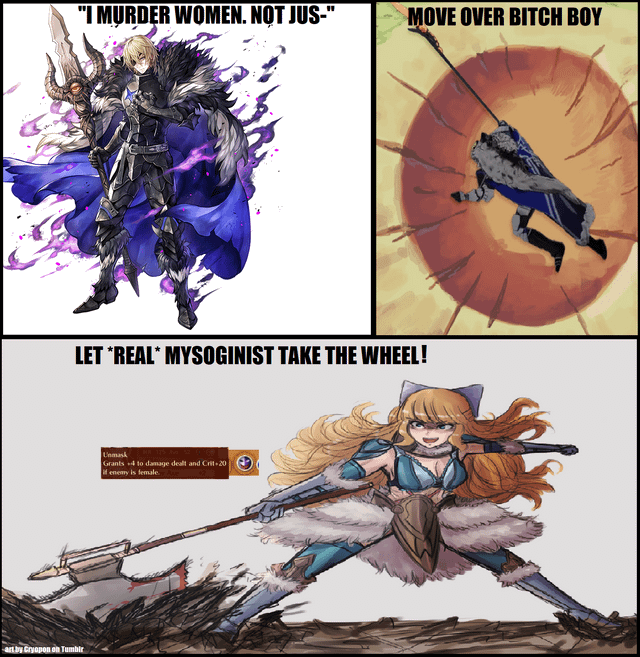 "I MURDER WOMEN. NOT JUS-"
MOVE OVER BITCH BOY
LET *REAL* MYSOGINIST TAKE THE WHEEL!
Unmask
Grants +4 to damage dealt and Crit+20
if enemy is female.
art by Cryopon on Tumblr